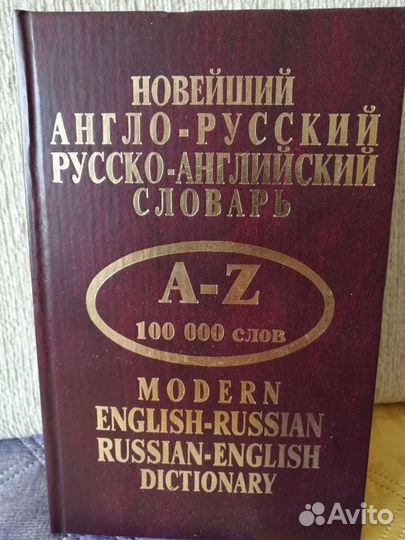 НОВЕЙШИЙ
АНГЛО-РУССКИЙ
РУССКО-АНГЛИЙСКИЙ
СЛОВАРЬ
A-Z
100 000 слов
MODERN
ENGLISH-RUSSIAN
RUSSIAN-ENGLISH
DICTIONARY
Avito